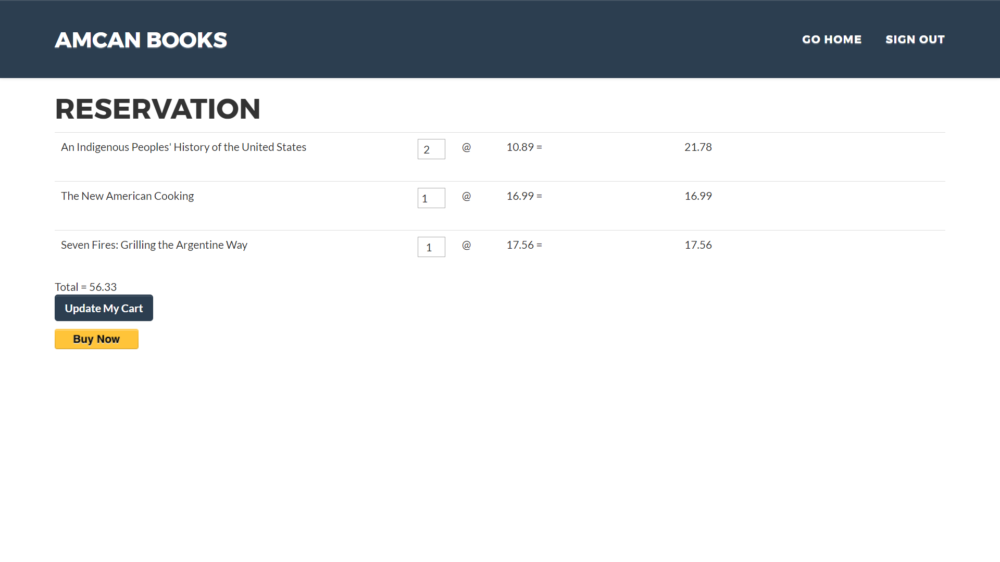 AMCAN BOOKS
GO HOME
SIGN OUT
RESERVATION
An Indigenous Peoples' History of the United States 2 @ 10.89 = 21.78
The New American Cooking 1 @ 16.99 = 16.99
Seven Fires: Grilling the Argentine Way 1 @ 17.56 = 17.56
Total = 56.33
Update My Cart
Buy Now